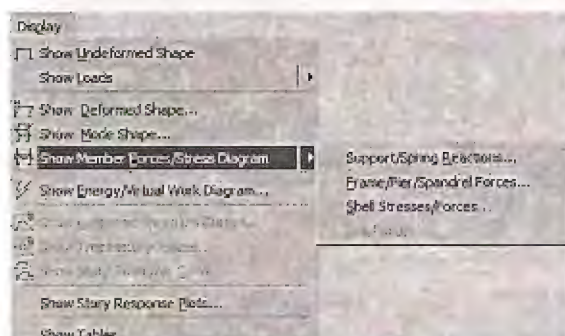 Display
Show Undeformed Shape
Show Loads
Show Deformed Shape...
Show Mode Shape...
Show Member Forces/Stress Diagram
Support/Spring Reactions...
Frame/Pier/Spandrel Forces...
Shell Stresses/Forces...
Show Energy/Virtual Work Diagram...
Show Story Response Plots...
Show Tables